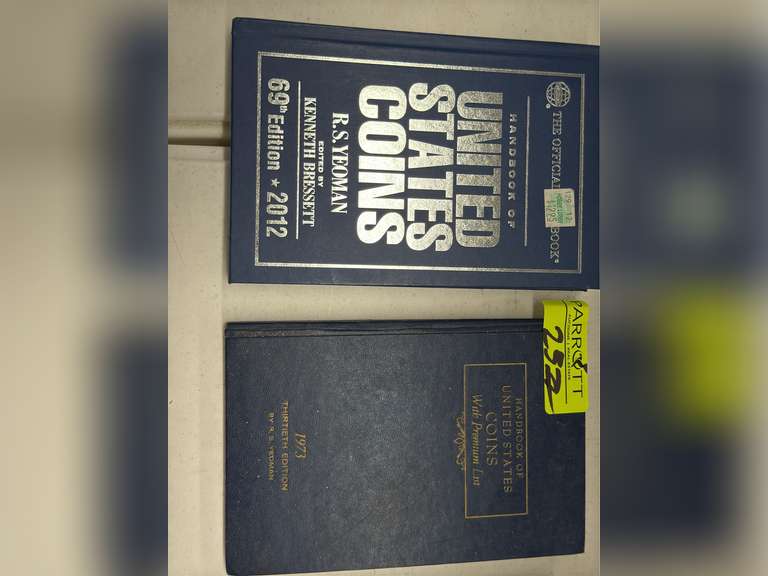 THE OFFICIAL BOOK®
HANDBOOK OF
UNITED
STATES
COINS
R.S. YEOMAN
EDITED BY
KENNETH BRESSETT
69th Edition ★ 2012
PARROTT
252
HANDBOOK OF
UNITED STATES
COINS
With Premium List
1973
THIRTIETH EDITION
BY R. S. YEOMAN